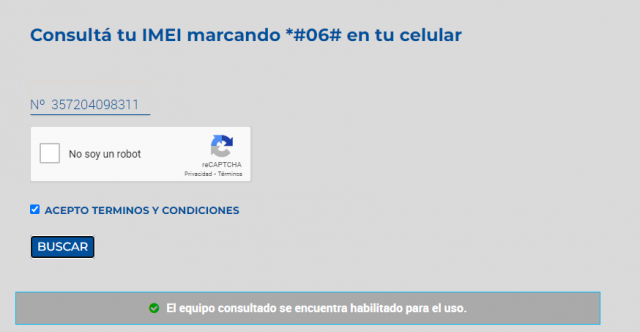 Consultá tu IMEI marcando *#06# en tu celular
Nº 357204098311
No soy un robot
reCAPTCHA
Privacidad - Términos
ACEPTO TERMINOS Y CONDICIONES
BUSCAR
El equipo consultado se encuentra habilitado para el uso.